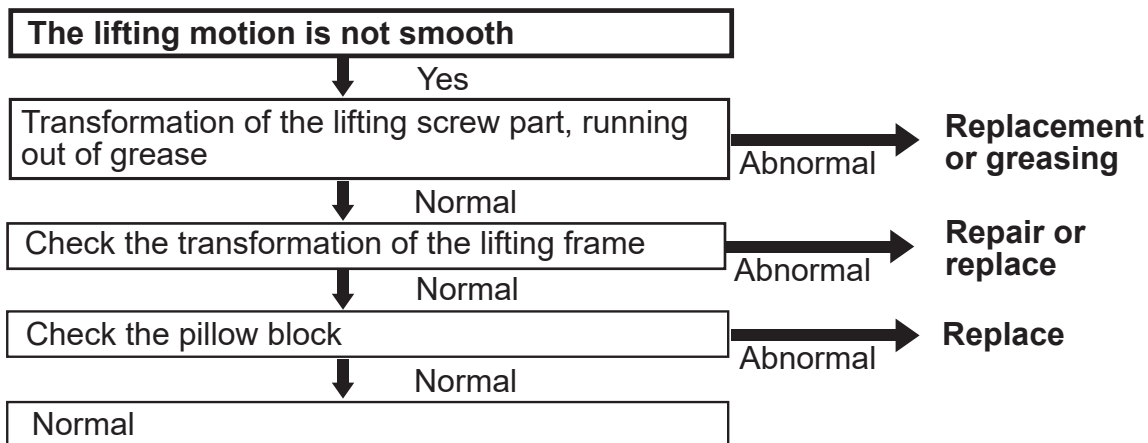 The lifting motion is not smooth
Yes
Transformation of the lifting screw part, running
out of grease
Abnormal
Replacement
or greasing
Normal
Check the transformation of the lifting frame
Abnormal
Repair or
replace
Normal
Check the pillow block
Abnormal
Replace
Normal
Normal